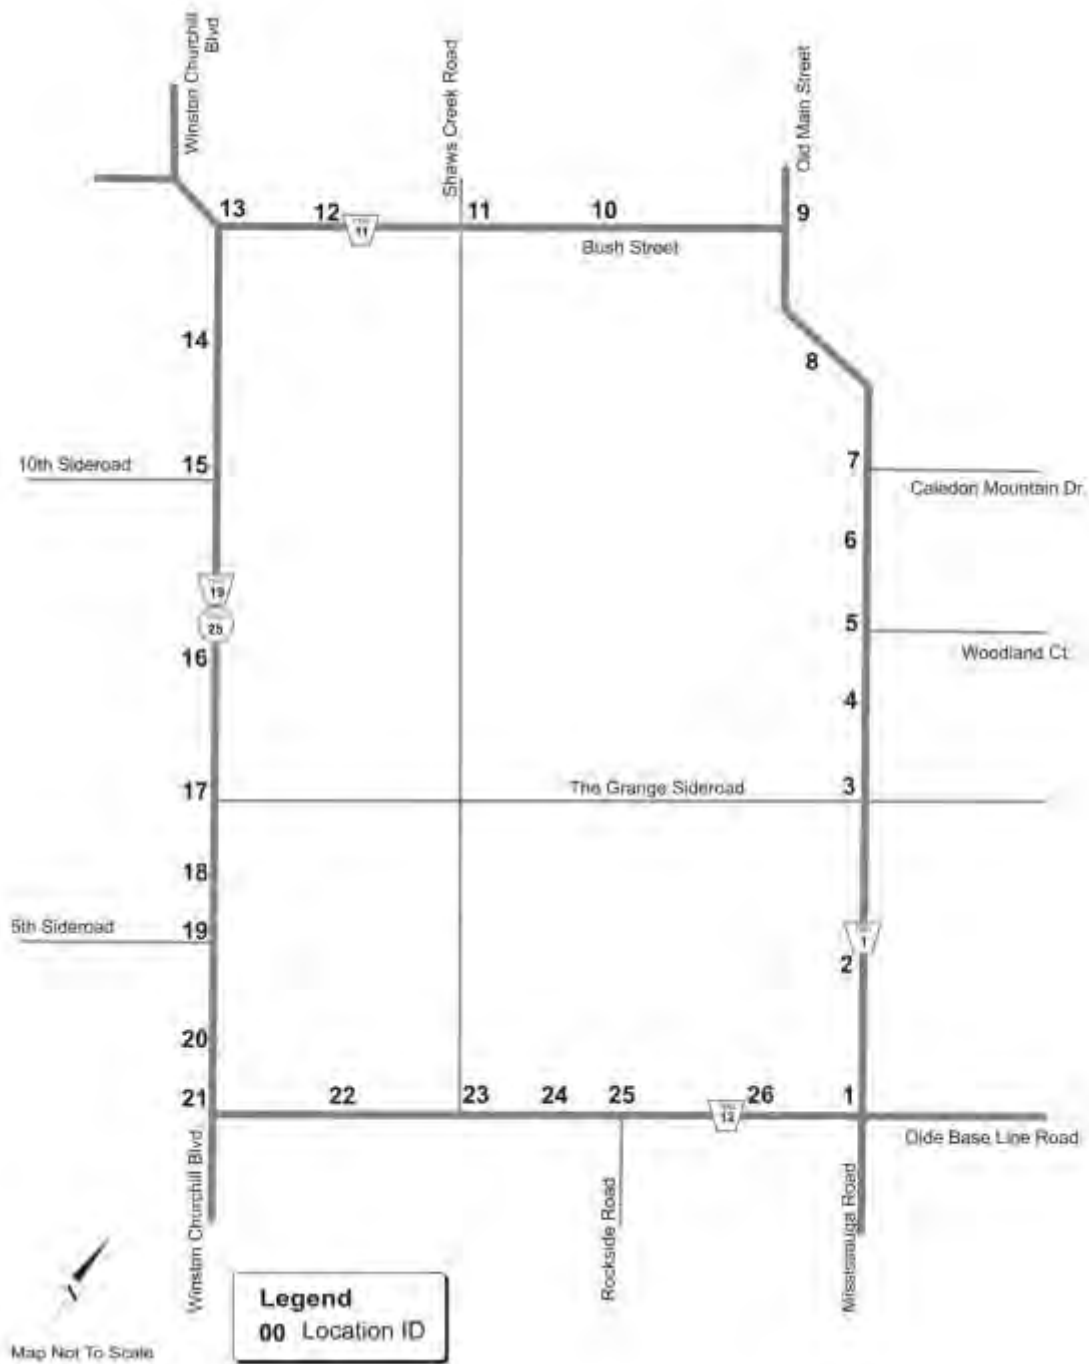 Winston Churchill
Blvd
Shaws Creek Road
Old Main Street
13
12
11
11
10
9
Bush Street
14
8
15
10th Sideroad
7
Caledon Mountain Dr.
6
19
25
5
Woodland Ct.
16
4
17
The Grange Sideroad
3
18
19
5th Sideroad
1
2
20
21
22
23
24
25
12
26
1
Olde Base Line Road
Winston Churchill Blvd
Rockside Road
Mississauga Road
Legend
00 Location ID
Map Not To Scale